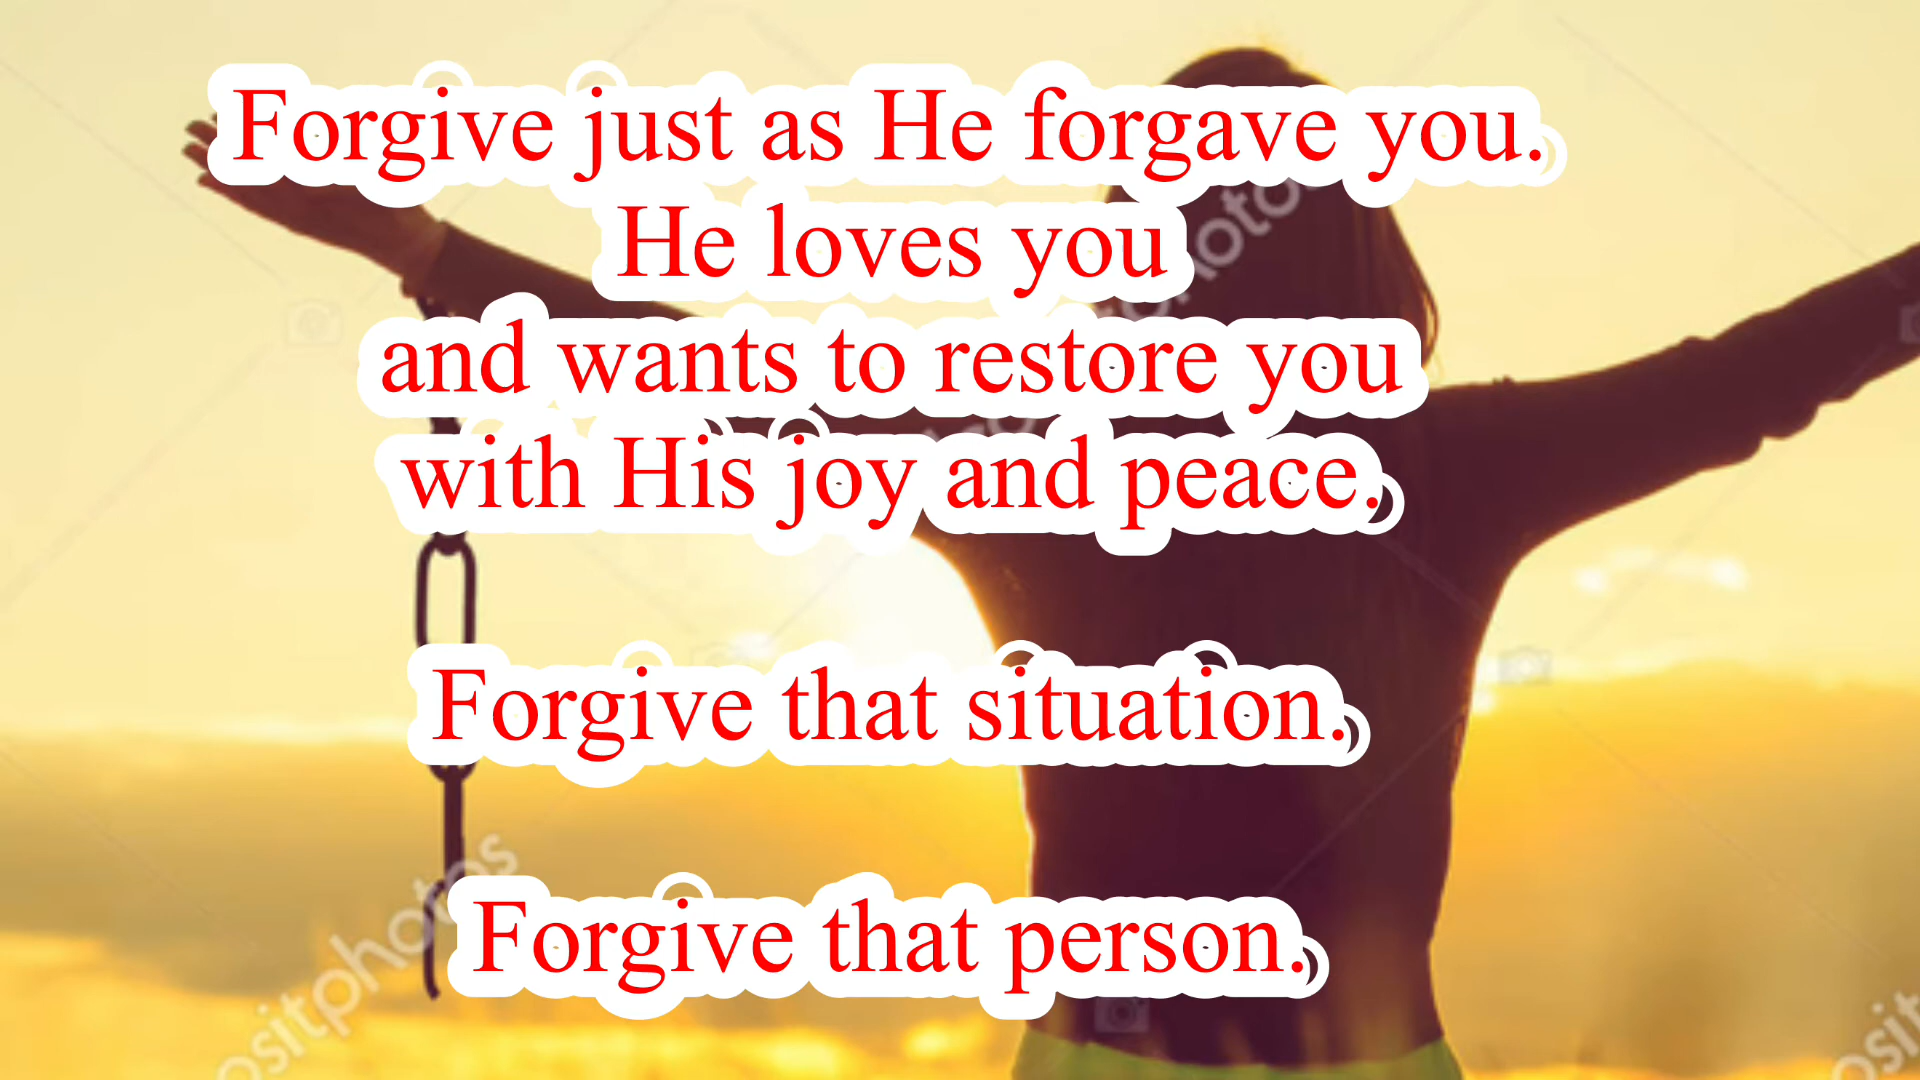 Forgive just as He forgave you.
He loves you
and wants to restore you
with His joy and peace.
Forgive that situation.
Forgive that person.